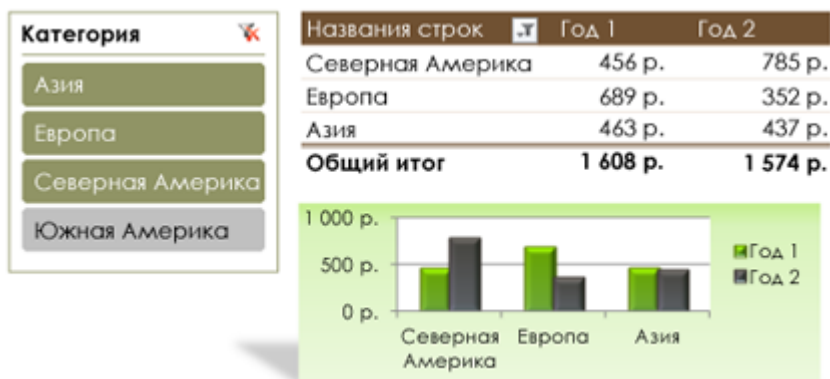 Категория
Азия
Европа
Северная Америка
Южная Америка
Названия строк Год 1 Год 2
Северная Америка 456 р. 785 р.
Европа 689 р. 352 р.
Азия 463 р. 437 р.
Общий итог 1 608 р. 1 574 р.
1 000 р.
500 р.
0 р.
Северная Америка Европа Азия
Год 1
Год 2